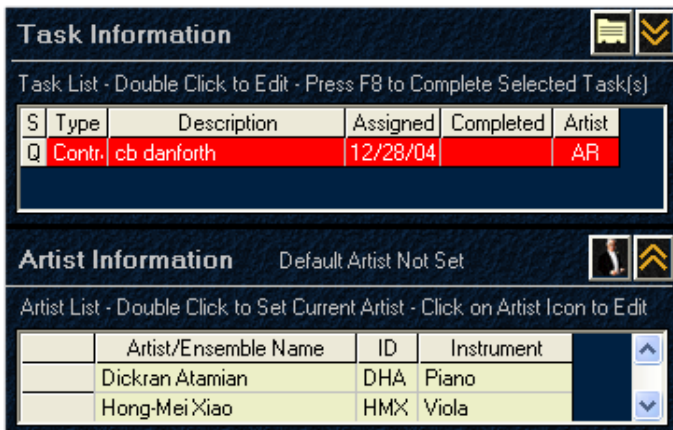 Task Information
Task List - Double Click to Edit - Press F8 to Complete Selected Task(s)
S Type Description Assigned Completed Artist
Q Contr. cb danforth 12/28/04 AR
Artist Information Default Artist Not Set
Artist List - Double Click to Set Current Artist - Click on Artist Icon to Edit
Artist/Ensemble Name ID Instrument
Dickran Atamian DHA Piano
Hong-Mei Xiao HMX Viola